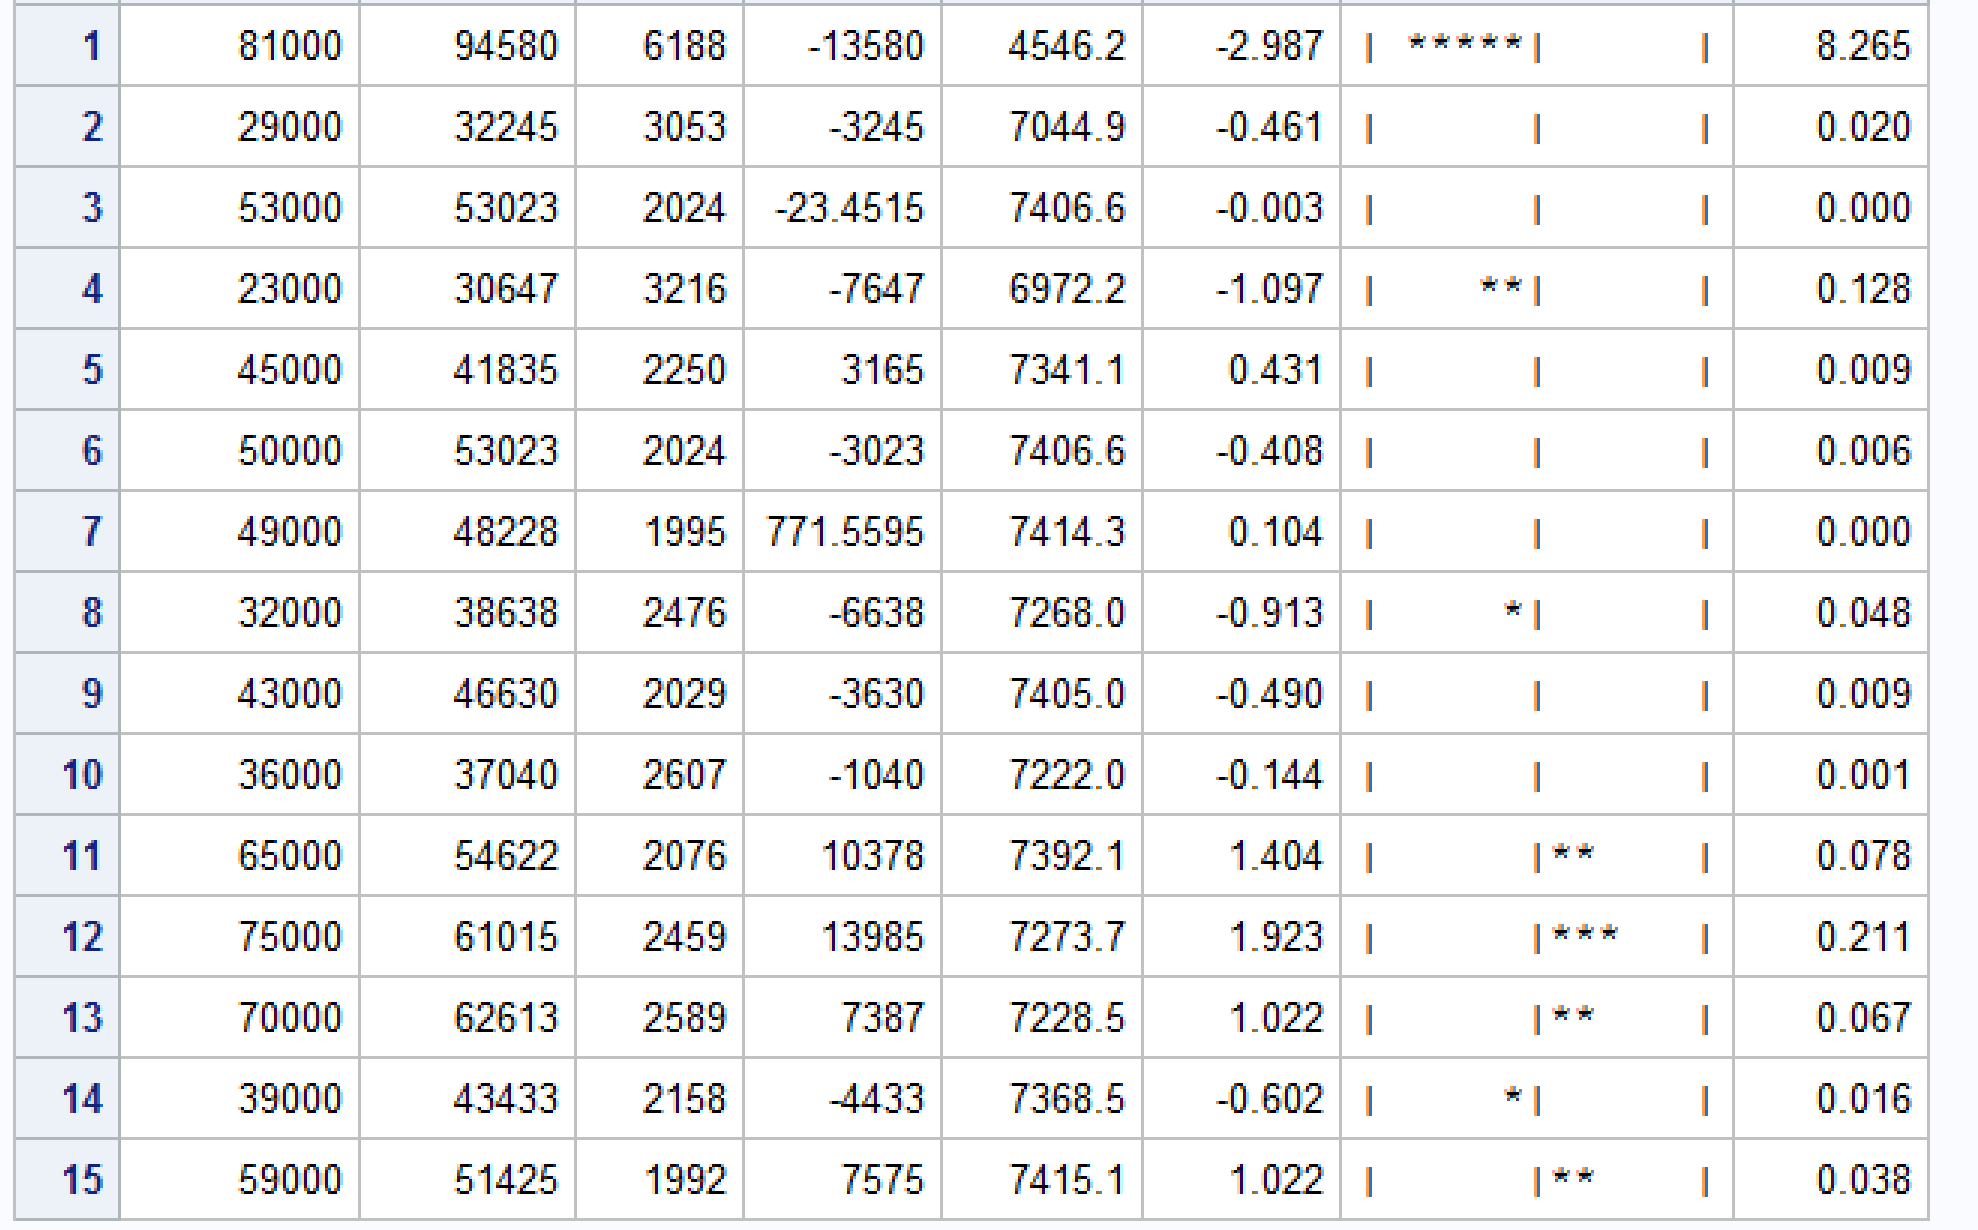 1 81000 94580 6188 -13580 4546.2 -2.987 | *****| | 8.265
2 29000 32245 3053 -3245 7044.9 -0.461 | | | 0.020
3 53000 53023 2024 -23.4515 7406.6 -0.003 | | | 0.000
4 23000 30647 3216 -7647 6972.2 -1.097 | **| | 0.128
5 45000 41835 2250 3165 7341.1 0.431 | | | 0.009
6 50000 53023 2024 -3023 7406.6 -0.408 | | | 0.006
7 49000 48228 1995 771.5595 7414.3 0.104 | | | 0.000
8 32000 38638 2476 -6638 7268.0 -0.913 | *| | 0.048
9 43000 46630 2029 -3630 7405.0 -0.490 | | | 0.009
10 36000 37040 2607 -1040 7222.0 -0.144 | | | 0.001
11 65000 54622 2076 10378 7392.1 1.404 | |** | 0.078
12 75000 61015 2459 13985 7273.7 1.923 | |*** | 0.211
13 70000 62613 2589 7387 7228.5 1.022 | |** | 0.067
14 39000 43433 2158 -4433 7368.5 -0.602 | *| | 0.016
15 59000 51425 1992 7575 7415.1 1.022 | |** | 0.038